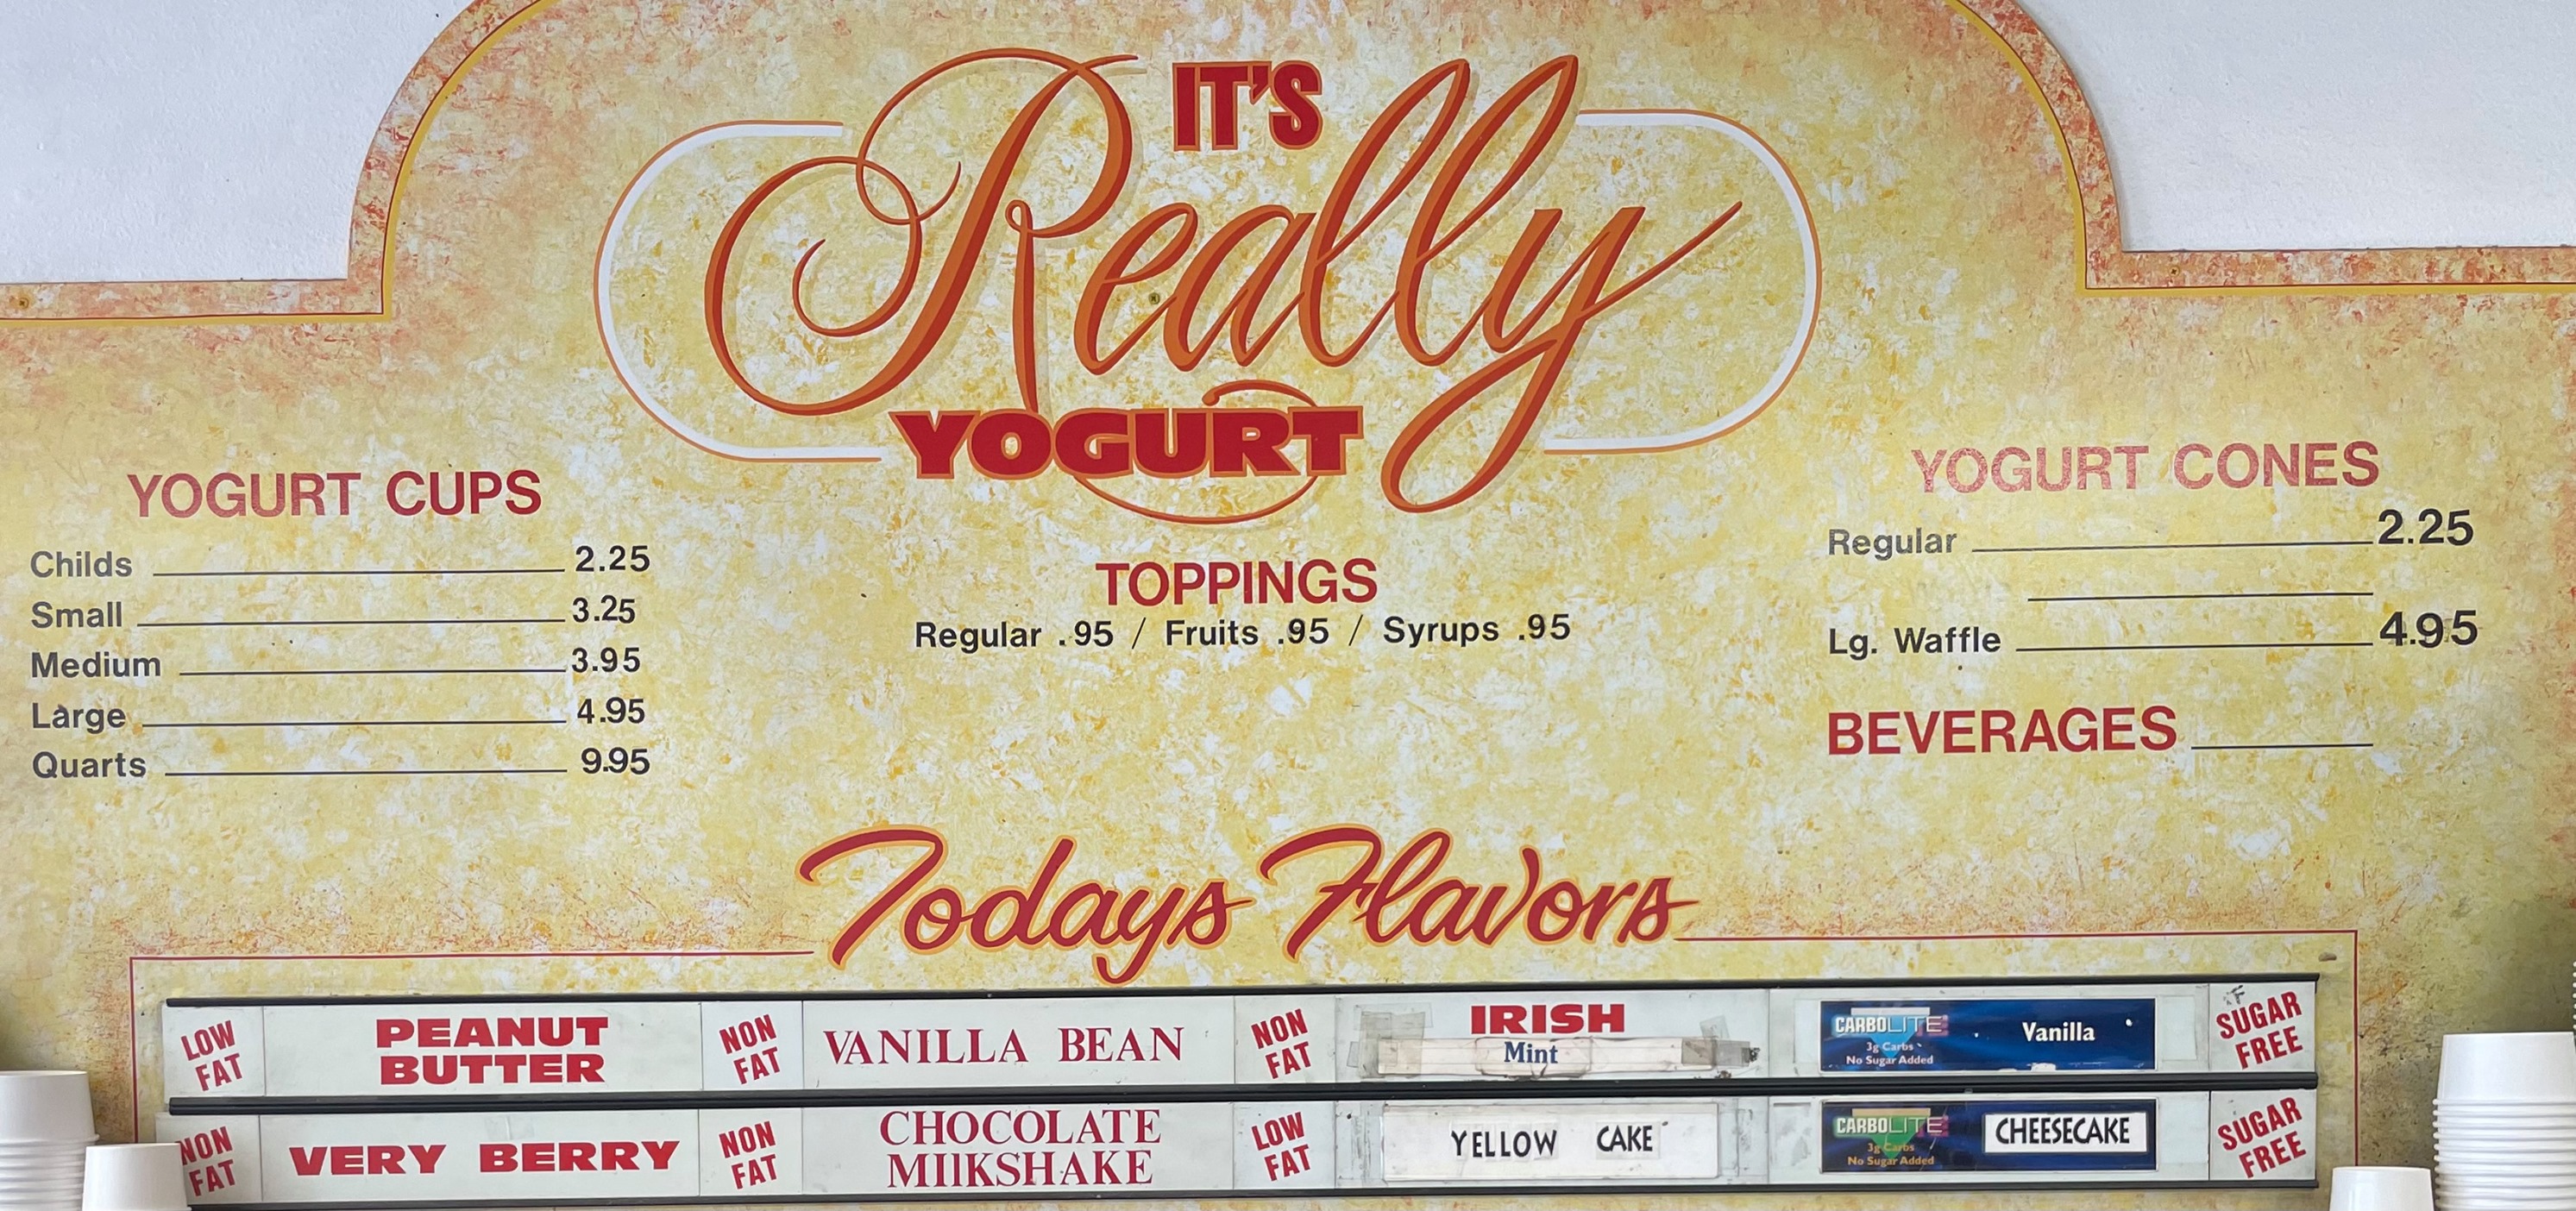 IT'S
Really
YOGURT
YOGURT CUPS
Childs 2.25
Small 3.25
Medium 3.95
Large 4.95
Quarts 9.95
TOPPINGS
Regular .95 / Fruits .95 / Syrups .95
YOGURT CONES
Regular 2.25
Lg. Waffle 4.95
BEVERAGES
Todays Flavors
LOW
FAT
PEANUT
BUTTER
NON
FAT
VANILLA BEAN
NON
FAT
IRISH
Mint
CARBOLITE
3g Carbs
No Sugar Added
Vanilla
SUGAR
FREE
NON
FAT
VERY BERRY
NON
FAT
CHOCOLATE
MIIKSHAKE
LOW
FAT
YELLOW CAKE
CARBOLITE
3g Carbs
No Sugar Added
CHEESECAKE
SUGAR
FREE